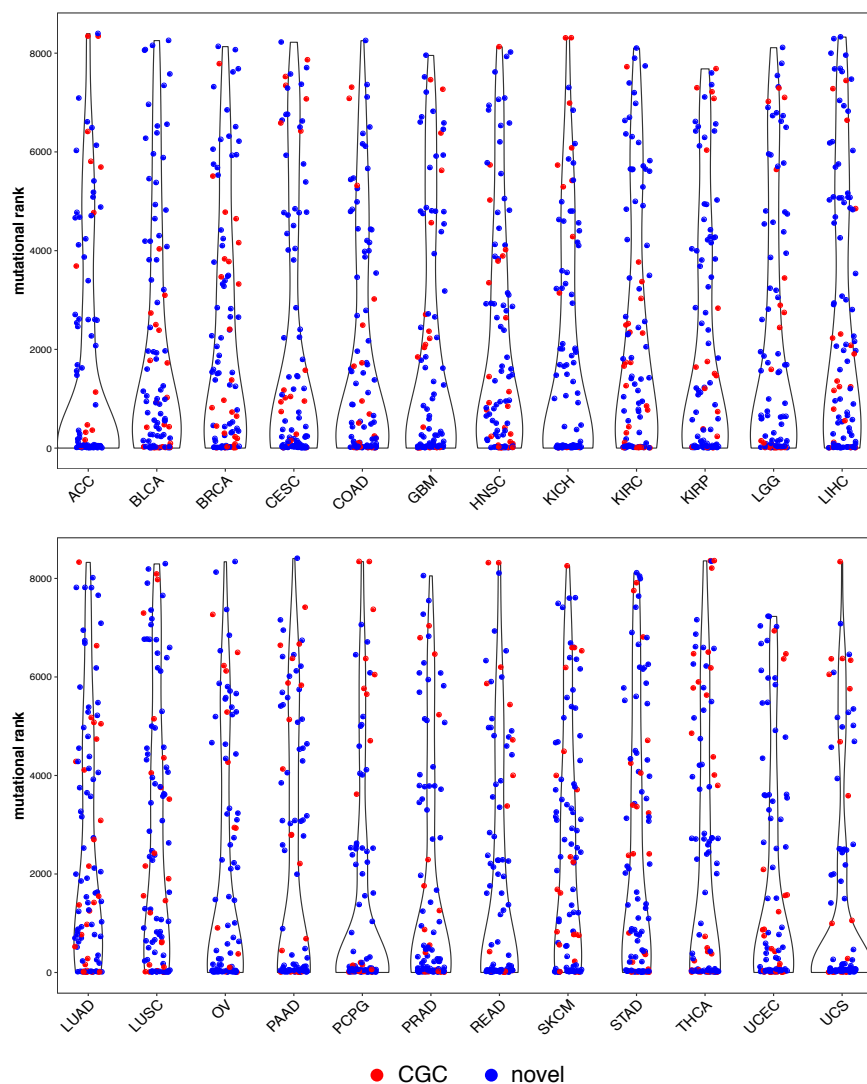 8000
6000
4000
2000
0
mutational rank
ACC BLCA BRCA CESC COAD GBM HNSC KICH KIRC KIRP LGG LIHC
8000
6000
4000
2000
0
mutational rank
LUAD LUSC OV PAAD PCPG PRAD READ SKCM STAD THCA UCEC UCS
CGC novel